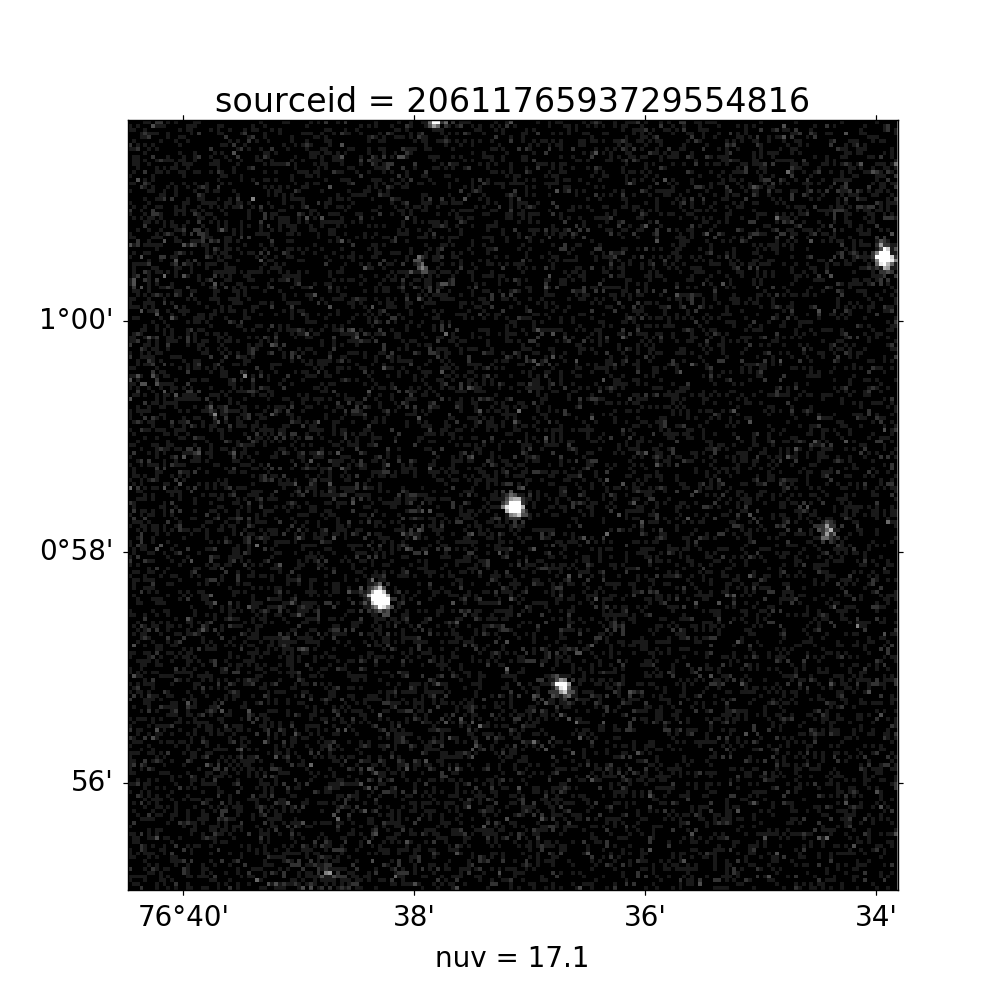 sourceid = 2061176593729554816
1°00'
0°58'
56'
76°40' 38' 36' 34'
nuv = 17.1